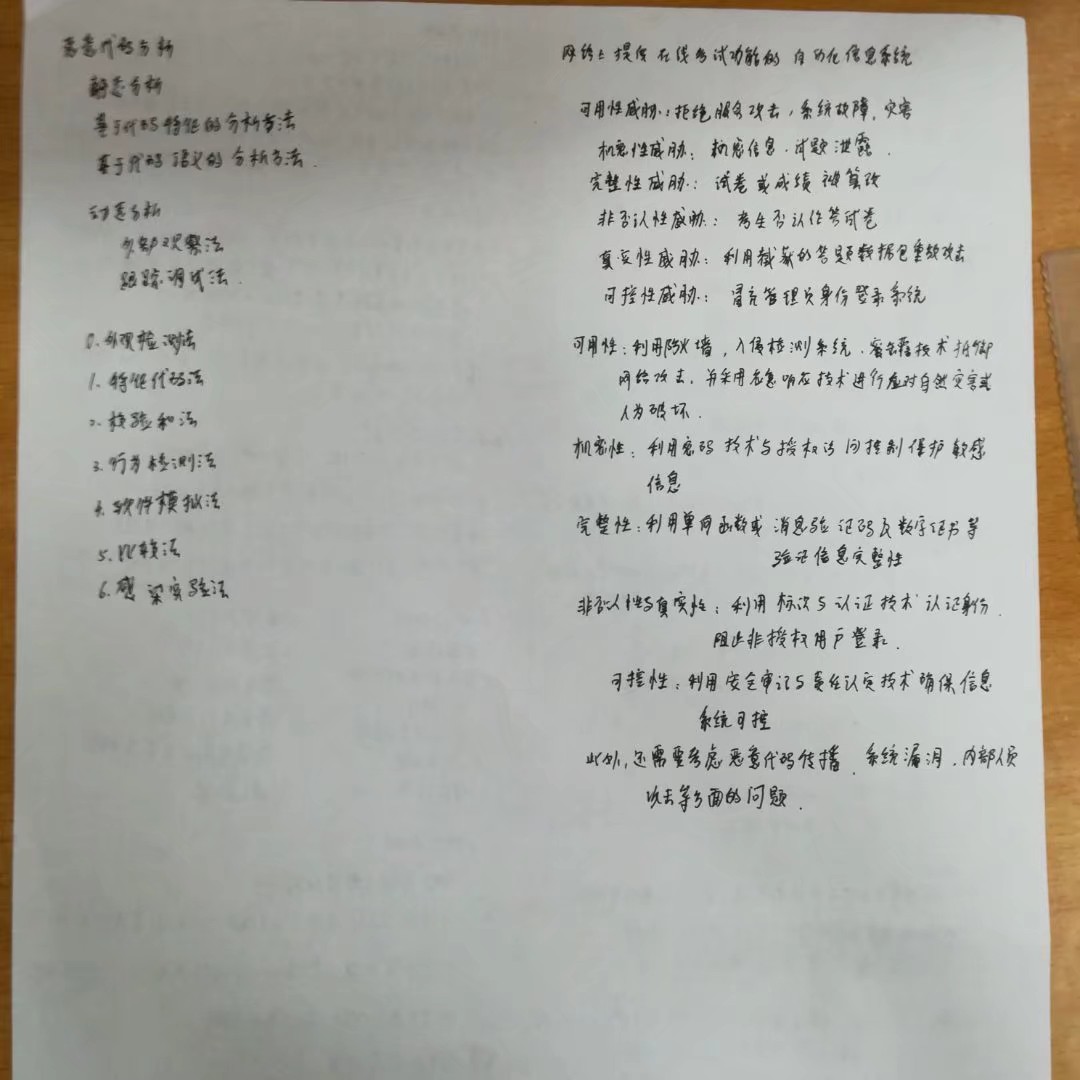 恶意代码分析
静态分析
基于代码特征的分析方法
基于代码语义的分析方法.
动态分析
外部观察法
跟踪调试法.
0.外观检测法
1.特征代码法
2.校验和法
3.行为检测法
4.软件模拟法
5.比较法
6.感染实验法
网络上提供在线考试功能的自动化信息系统
可用性威胁:拒绝服务攻击,系统故障,灾害
机密性威胁:机密信息.试题泄露.
完整性威胁:试卷或成绩被篡改
非否认性威胁:考生否认作答试卷
真实性威胁:利用截获的答题数据包重放攻击
可控性威胁:冒充管理员身份登录系统
可用性:利用防火墙,入侵检测系统.蜜罐技术抵御
网络攻击,并采用应急响应技术进行应对自然灾害或
人为破坏.
机密性:利用密码技术与授权访问控制保护敏感
信息
完整性:利用单向函数或消息验证码及数字证书等
验证信息完整性
非否认性与真实性:利用标识与认证技术认证身份.
阻止非授权用户登录.
可控性:利用安全审计与责任认定技术确保信息
系统可控
此外,还需要考虑恶意代码传播.系统漏洞.内部人员
攻击等方面的问题.